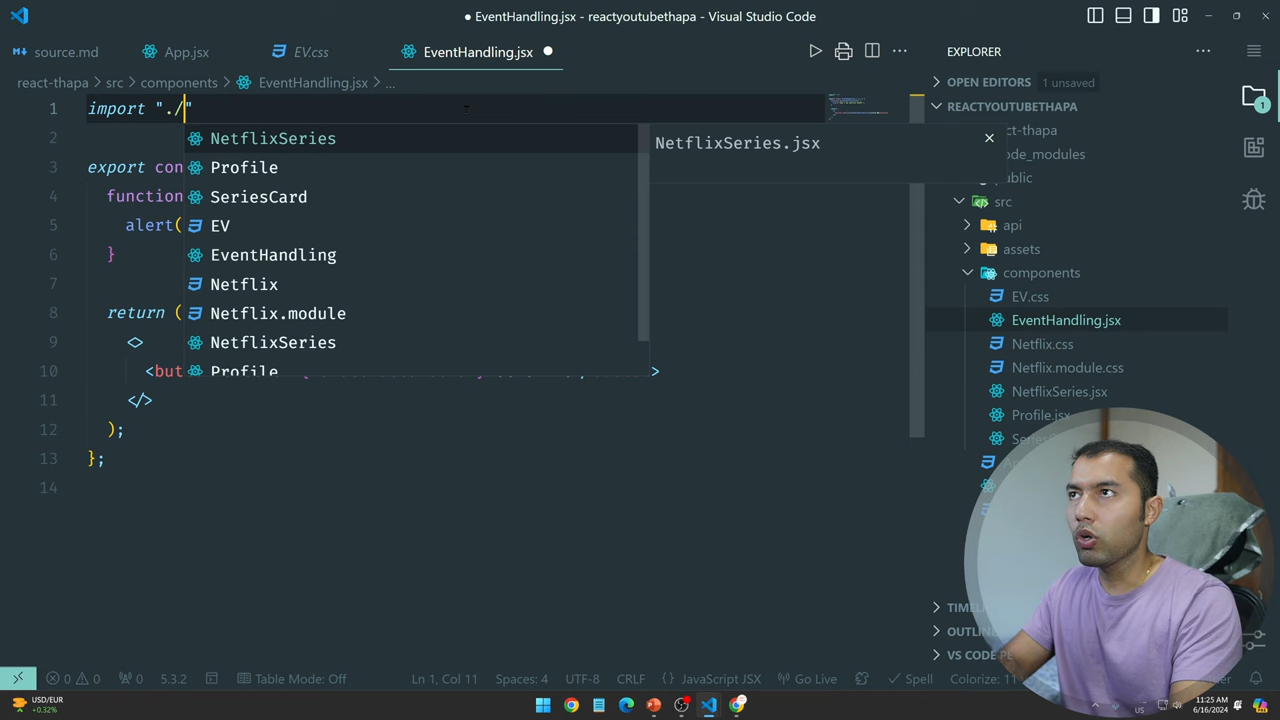 ● EventHandling.jsx - reactyoutubethapa - Visual Studio Code
source.md
App.jsx
EV.css
EventHandling.jsx
EXPLORER
react-thapa > src > components > EventHandling.jsx > ...
OPEN EDITORS
1 unsaved
1 import "./"
NetflixSeries
NetflixSeries.jsx
REACTYOUTUBETHAPA
2
ct-thapa
3 export con
Profile
ode_modules
ublic
4 function
SeriesCard
src
5 alert(
EV
api
6 }
EventHandling
assets
components
7
Netflix
EV.css
8 return (
Netflix.module
EventHandling.jsx
9 <>
NetflixSeries
Netflix.css
10 <but
Profile
>
Netflix.module.css
11 </>
NetflixSeries.jsx
12 );
Profile.jsx
13 };
14
TIMEL
OUTLIN
VS CODE PE
0
0
0
5.3.2
Table Mode: Off
Ln 1, Col 11
Spaces: 4
UTF-8
CRLF
{} JavaScript JSX
Go Live
Spell
Colorize: 11
USD/EUR
+0.32%
US
11:25 AM
6/16/2024